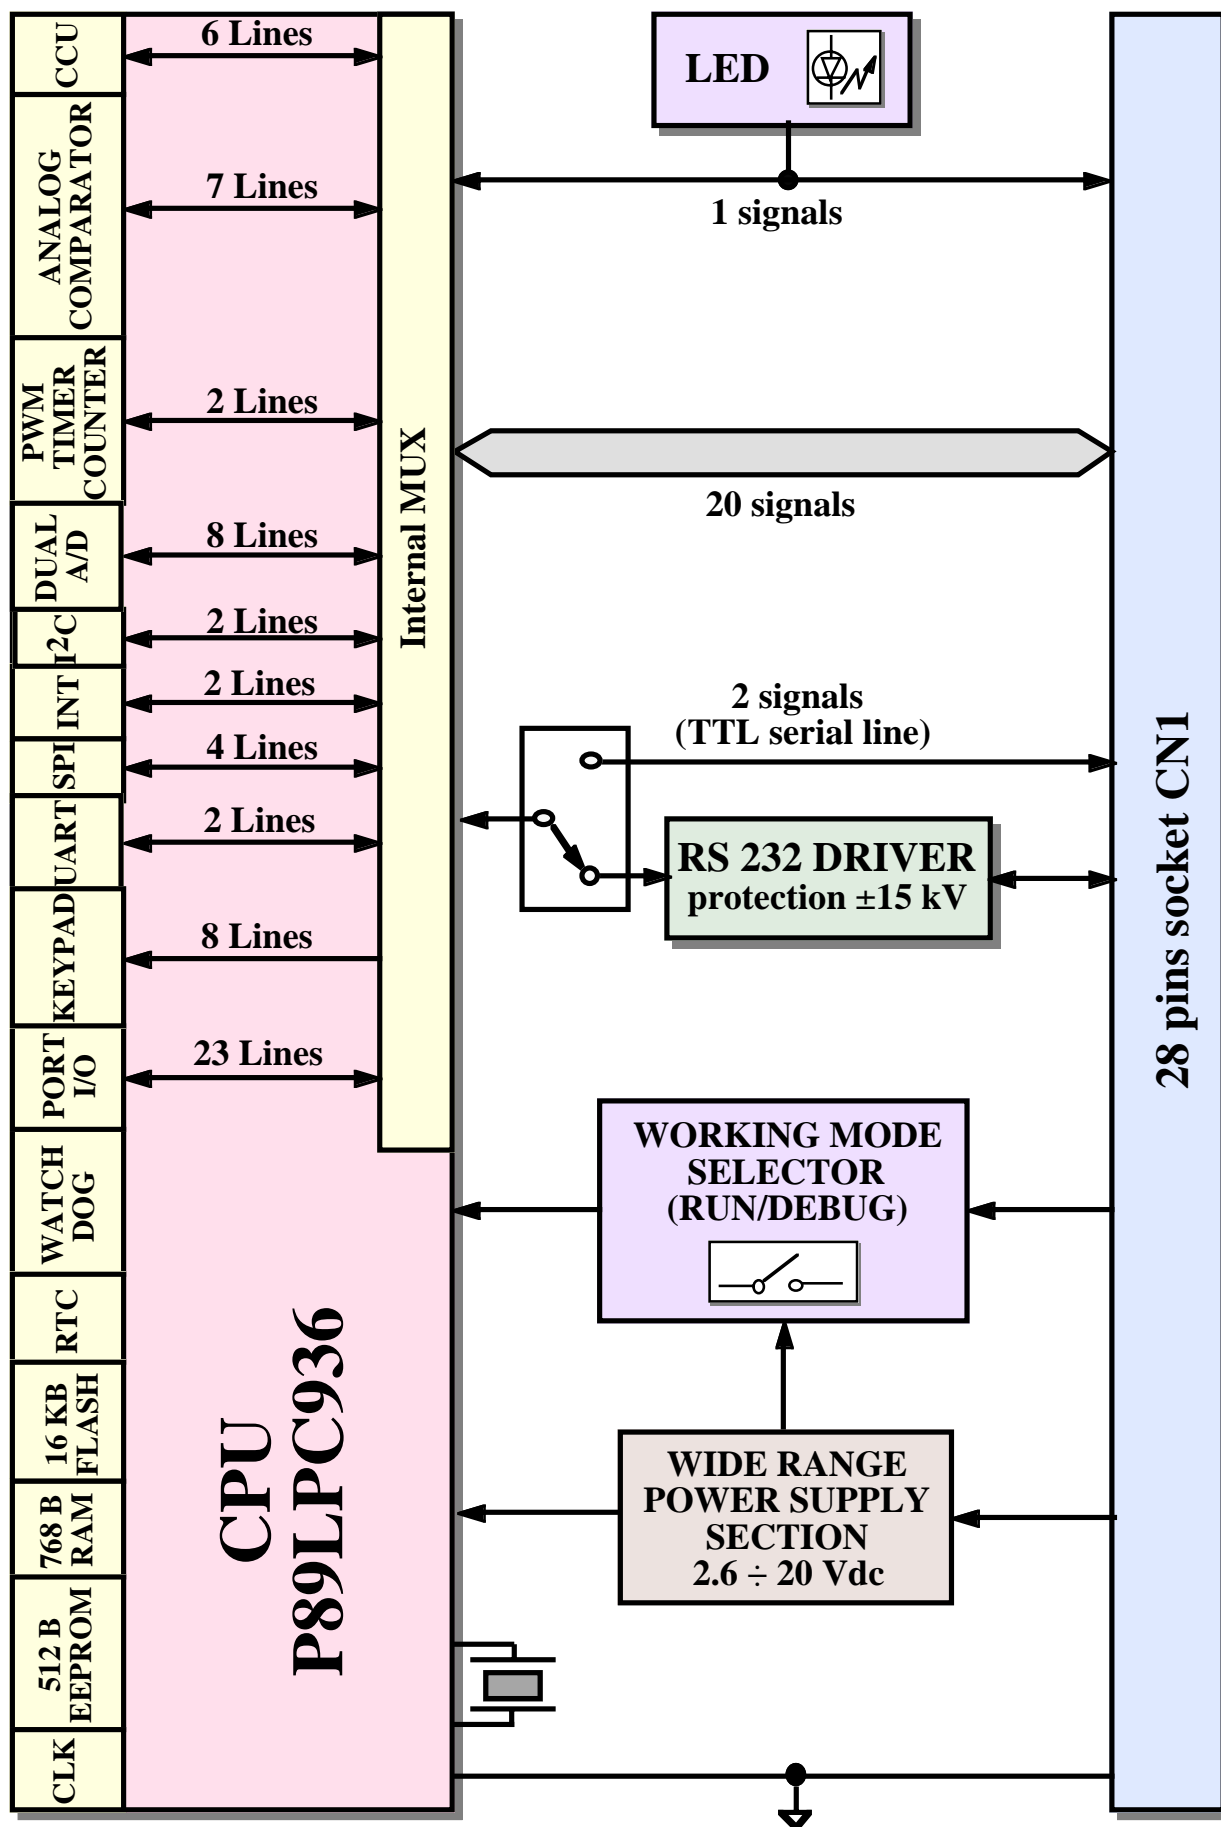 CCU
6 Lines
ANALOG
COMPARATOR
7 Lines
PWM
TIMER
COUNTER
2 Lines
DUAL
A/D
8 Lines
I²C
2 Lines
INT
2 Lines
SPI
4 Lines
UART
2 Lines
KEYPAD
8 Lines
PORT
I/O
23 Lines
WATCH
DOG
RTC
16 KB
FLASH
768 B
RAM
512 B
EEPROM
CLK
CPU
P89LPC936
Internal MUX
LED
1 signals
20 signals
2 signals
(TTL serial line)
RS 232 DRIVER
protection ±15 kV
WORKING MODE
SELECTOR
(RUN/DEBUG)
WIDE RANGE
POWER SUPPLY
SECTION
2.6 ÷ 20 Vdc
28 pins socket CN1